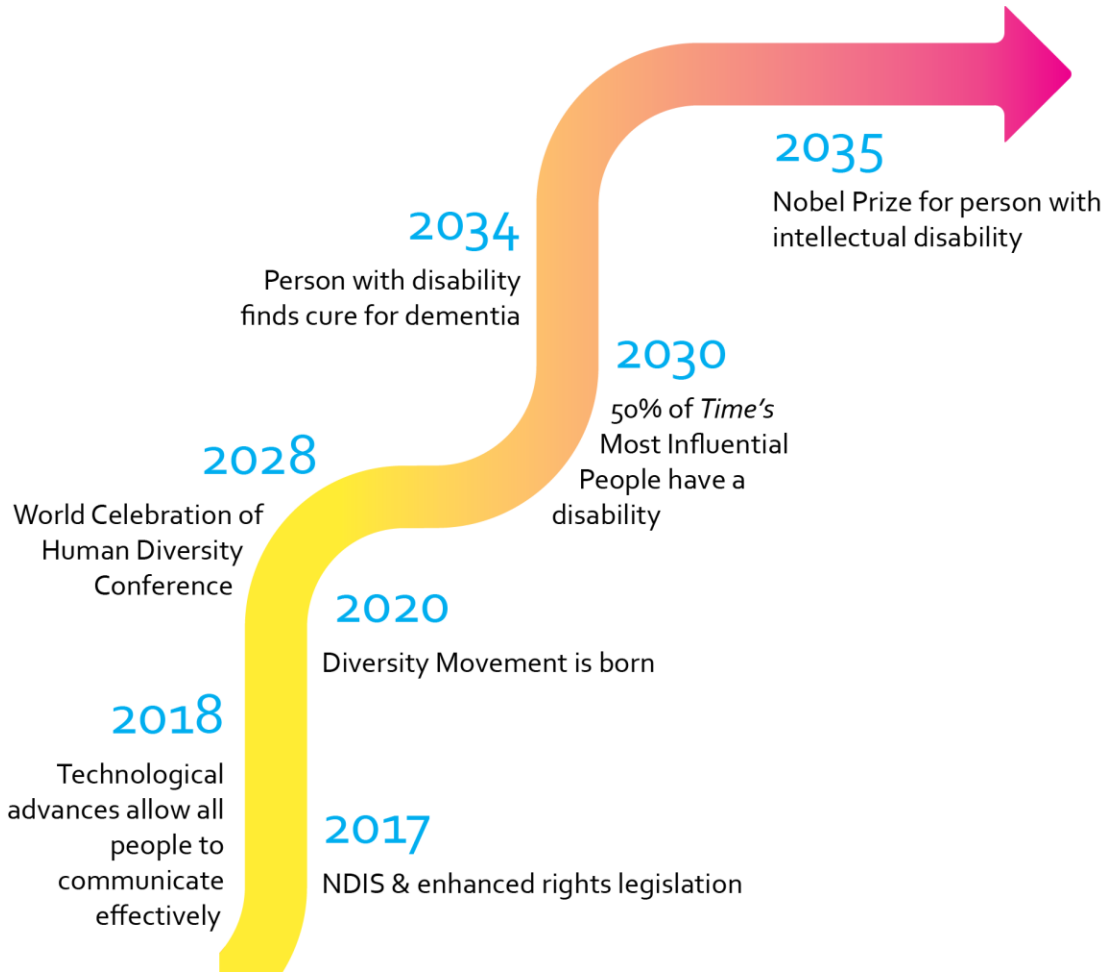 2035
Nobel Prize for person with
intellectual disability
2034
Person with disability
finds cure for dementia
2030
50% of Time's
Most Influential
People have a
disability
2028
World Celebration of
Human Diversity
Conference
2020
Diversity Movement is born
2018
Technological
advances allow all
people to
communicate
effectively
2017
NDIS & enhanced rights legislation